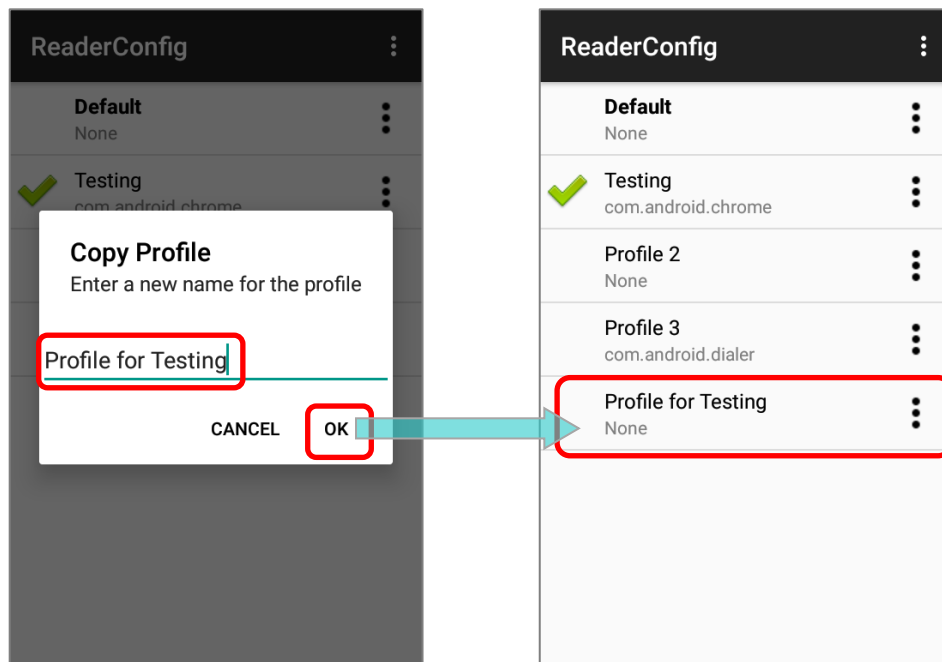 ReaderConfig
Default
None
Testing
com.android.chrome
Copy Profile
Enter a new name for the profile
Profile for Testing
CANCEL
OK
ReaderConfig
Default
None
Testing
com.android.chrome
Profile 2
None
Profile 3
com.android.dialer
Profile for Testing
None